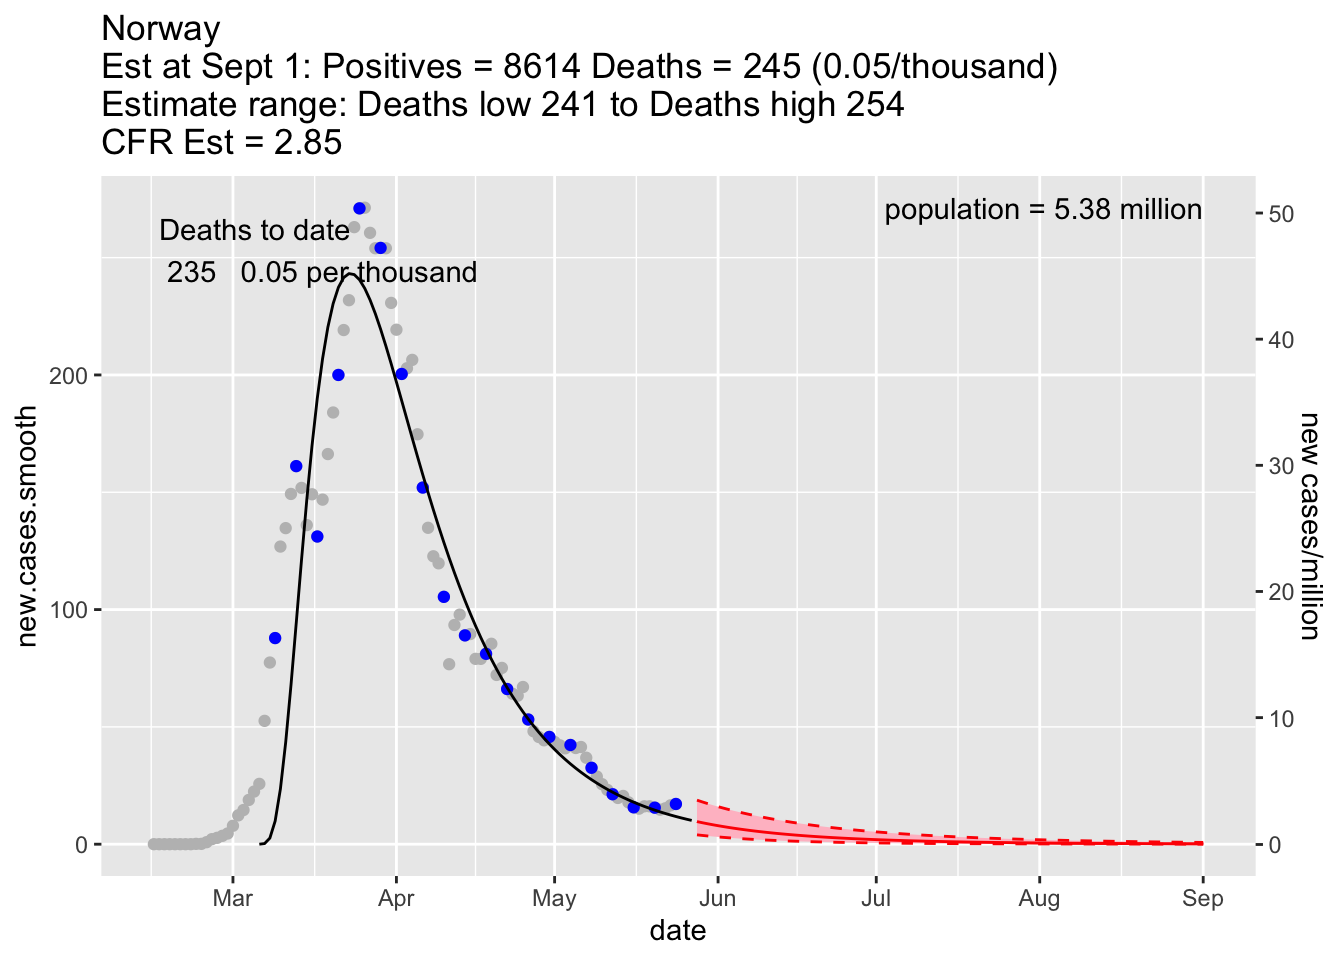 Norway
Est at Sept 1: Positives = 8614 Deaths = 245 (0.05/thousand)
Estimate range: Deaths low 241 to Deaths high 254
CFR Est = 2.85
population = 5.38 million
Deaths to date
235   0.05 per thousand
new.cases.smooth
200
100
0
50
40
30
20
10
0
new cases/million
Mar Apr May Jun Jul Aug Sep
date